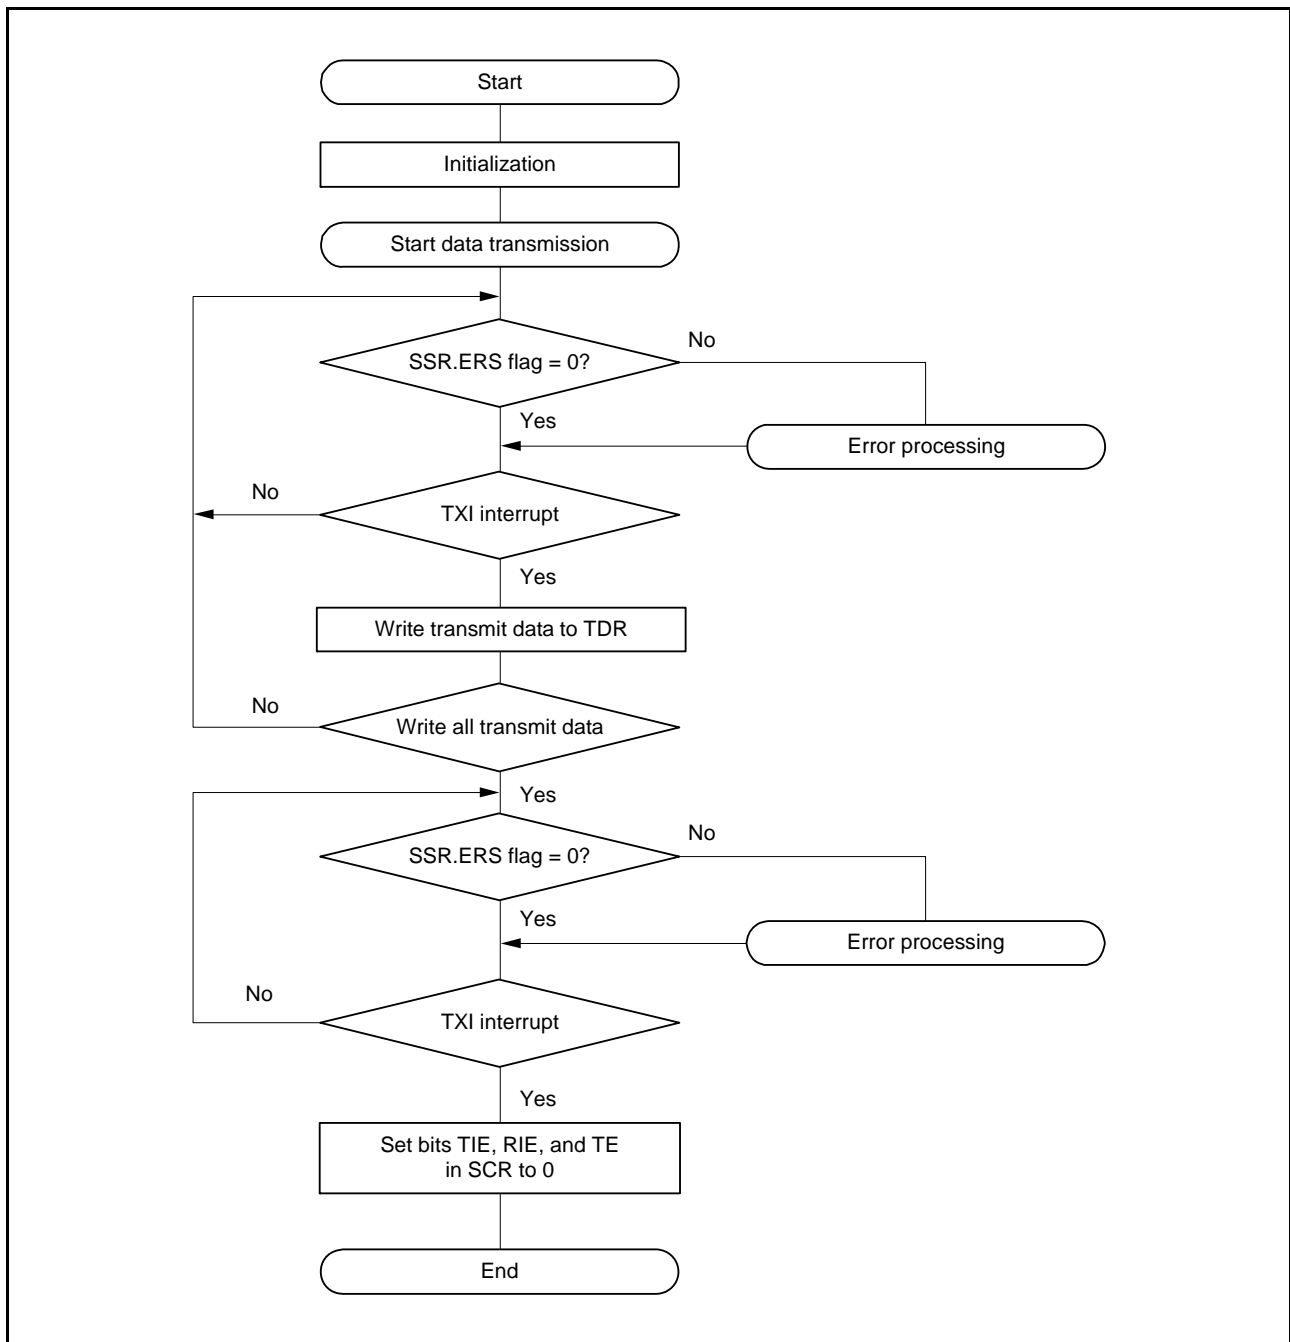 Start
Initialization
Start data transmission
SSR.ERS flag = 0?
No
Yes
Error processing
No
TXI interrupt
Yes
Write transmit data to TDR
No
Write all transmit data
Yes
SSR.ERS flag = 0?
No
Yes
Error processing
No
TXI interrupt
Yes
Set bits TIE, RIE, and TE
in SCR to 0
End